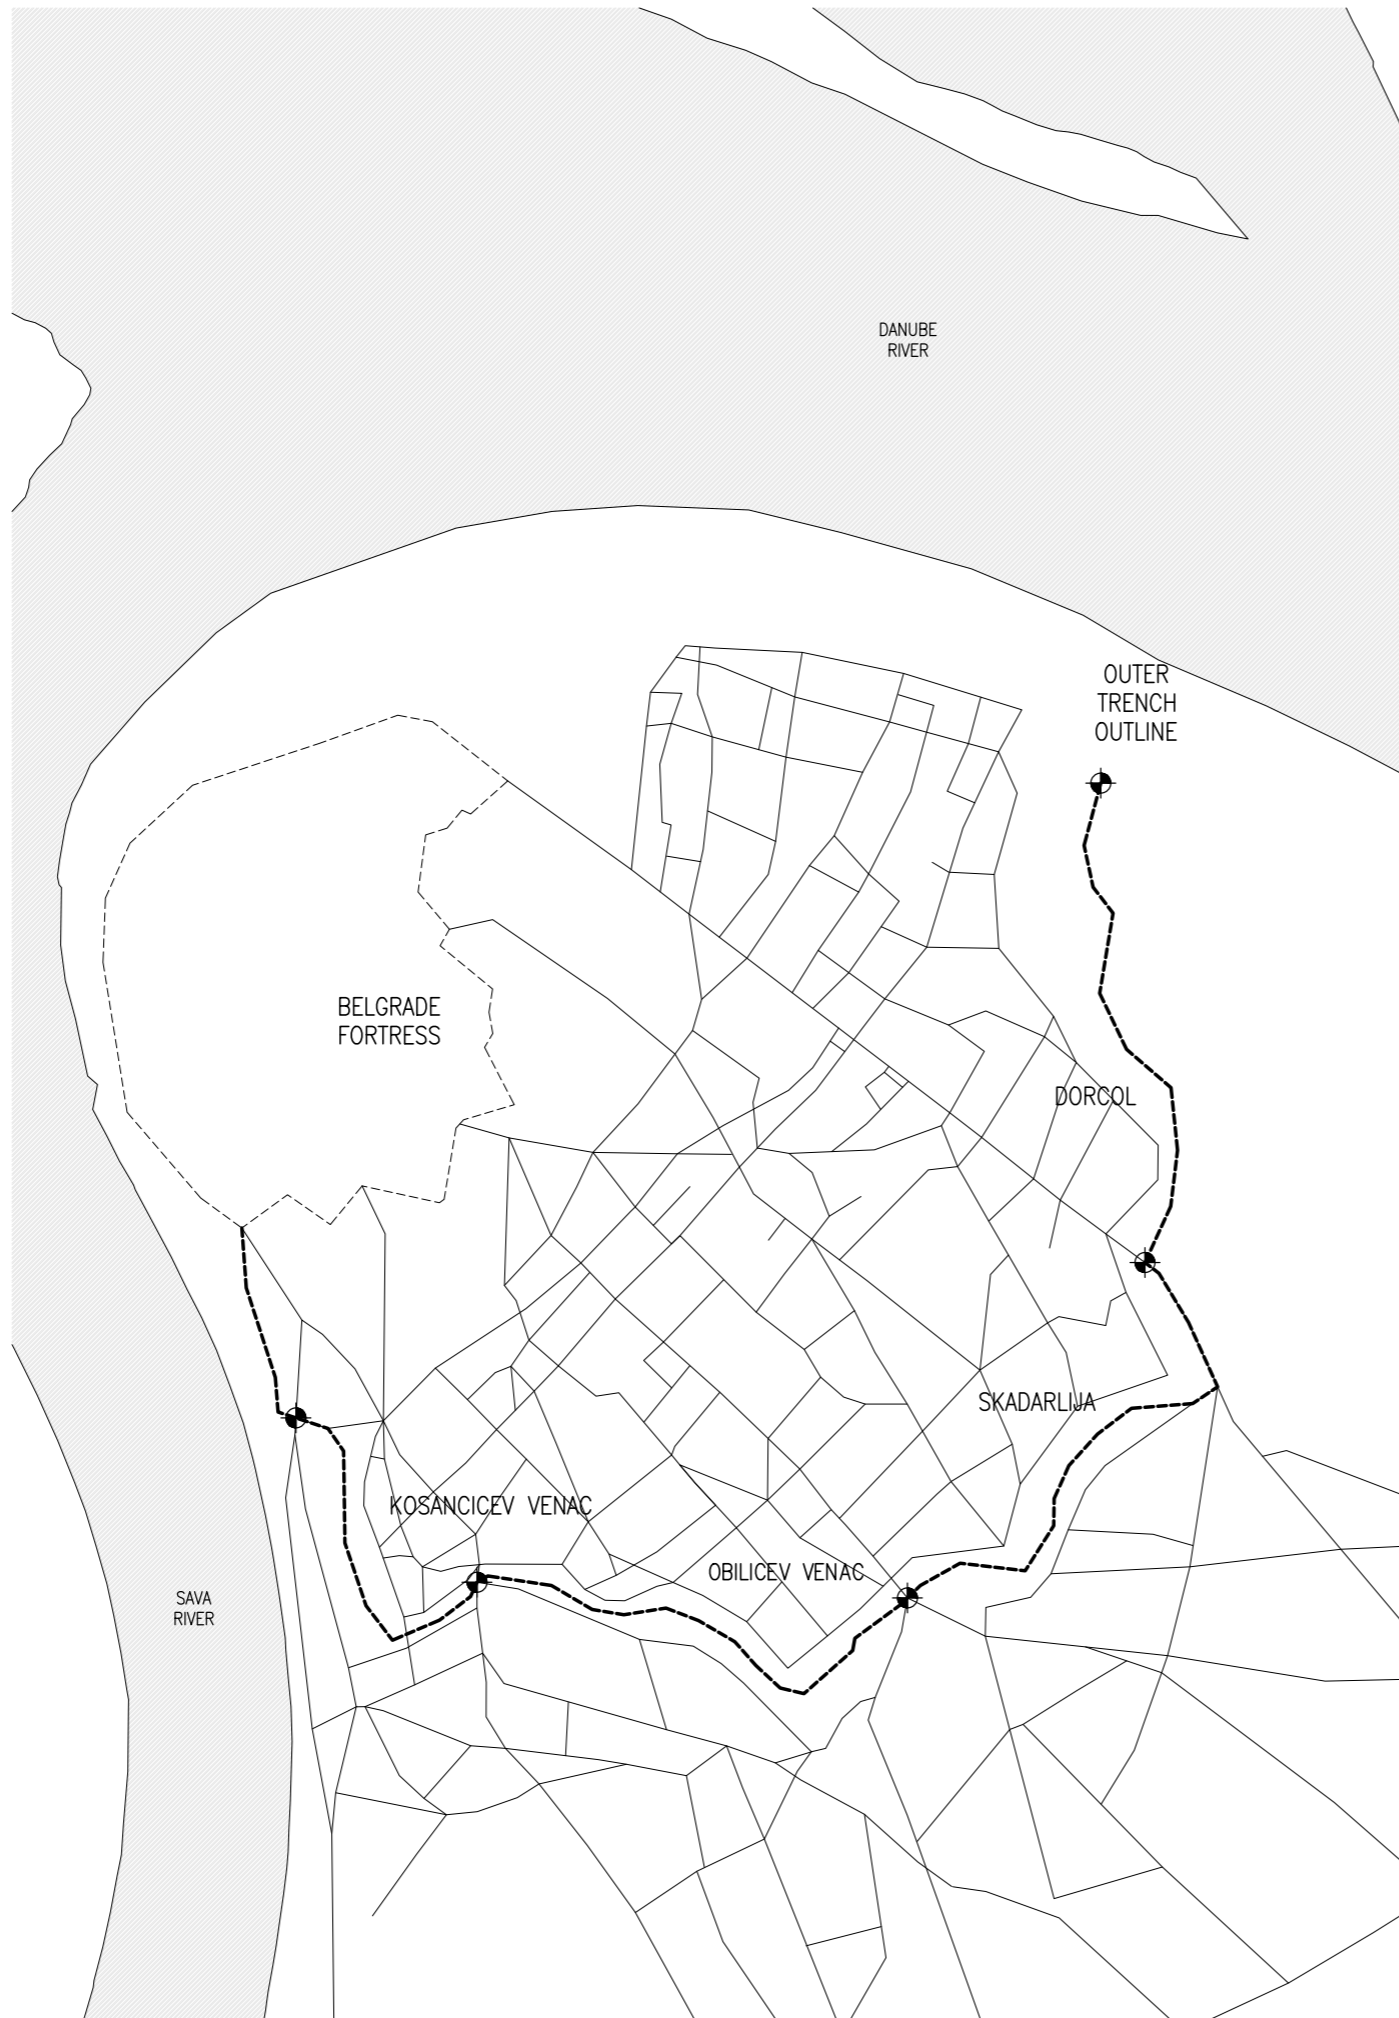 DANUBE
RIVER
OUTER
TRENCH
OUTLINE
BELGRADE
FORTRESS
DORCOL
SKADARLIJA
KOSANCICEV VENAC
OBILICEV VENAC
SAVA
RIVER